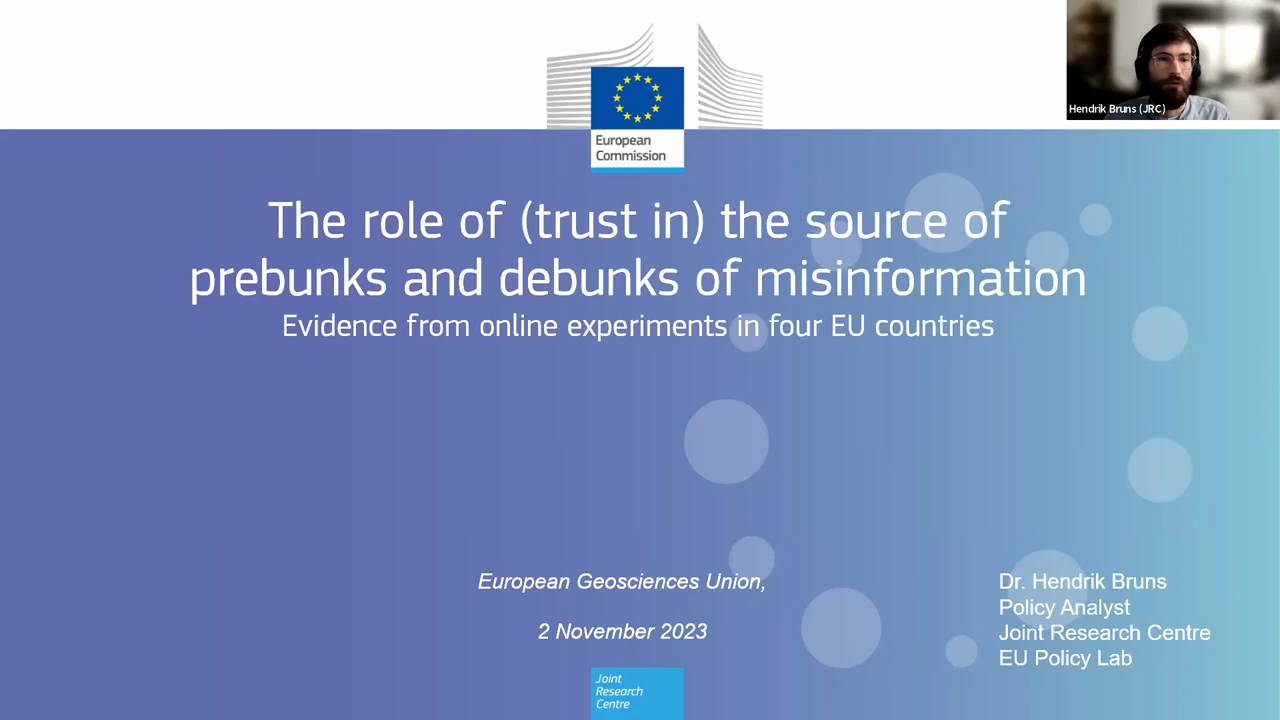 Hendrik Bruns (JRC)
European
Commission
The role of (trust in) the source of
prebunks and debunks of misinformation
Evidence from online experiments in four EU countries
European Geosciences Union,
2 November 2023
Dr. Hendrik Bruns
Policy Analyst
Joint Research Centre
EU Policy Lab
Joint
Research
Centre